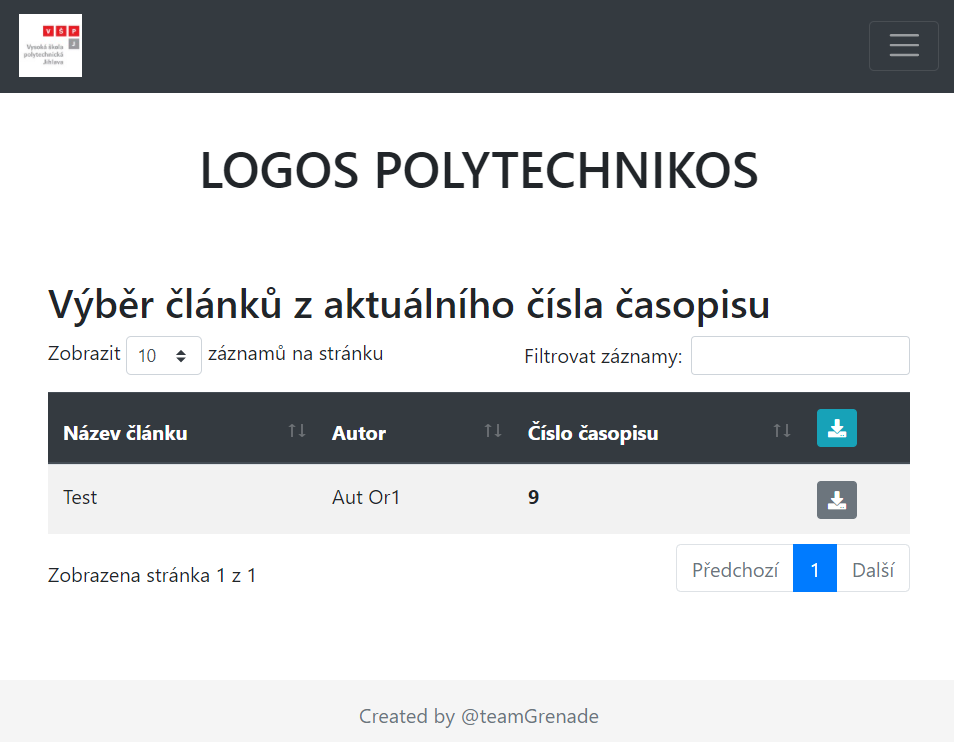 VŠP
J
Vysoká škola
polytechnická
Jihlava
LOGOS POLYTECHNIKOS
Výběr článků z aktuálního čísla časopisu
Zobrazit 10 záznamů na stránku Filtrovat záznamy:
Název článku Autor Číslo časopisu
Test Aut Or1 9
Zobrazena stránka 1 z 1 Předchozí 1 Další
Created by @teamGrenade